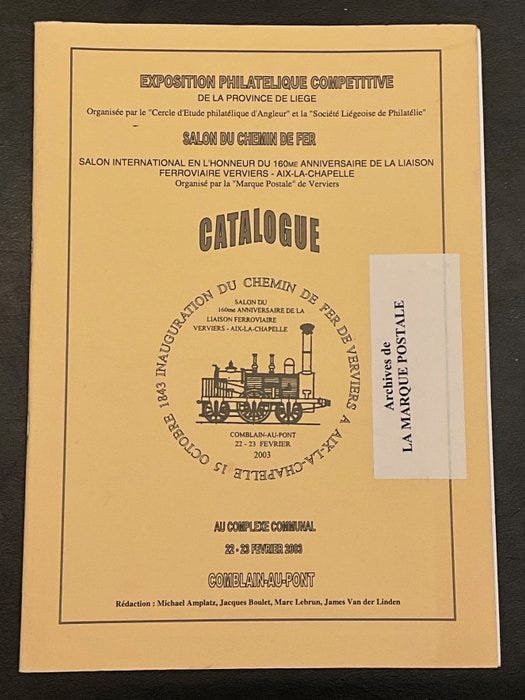 EXPOSITION PHILATELIQUE COMPETITIVE
DE LA PROVINCE DE LIEGE
Organisée par le "Cercle d'Etude philatélique d'Angleur" et la "Société Liégeoise de Philatélie"
SALON DU CHEMIN DE FER
SALON INTERNATIONAL EN L'HONNEUR DU 160ME ANNIVERSAIRE DE LA LIAISON
FERROVIAIRE VERVIERS - AIX-LA-CHAPELLE
Organisé par la "Marque Postale" de Verviers
CATALOGUE
15 OCTOBRE 1843 INAUGURATION DU CHEMIN DE FER DE VERVIERS A AIX-LA-CHAPELLE
SALON DU
160me ANNIVERSAIRE DE LA
LIAISON FERROVIAIRE
VERVIERS - AIX-LA-CHAPELLE
COMBLAIN-AU-PONT
22 - 23 FEVRIER
2003
Archives de
LA MARQUE POSTALE
AU COMPLEXE COMMUNAL
22 - 23 FEVRIER 2003
COMBLAIN-AU-PONT
Rédaction : Michael Amplatz, Jacques Boulet, Marc Lebrun, James Van der Linden